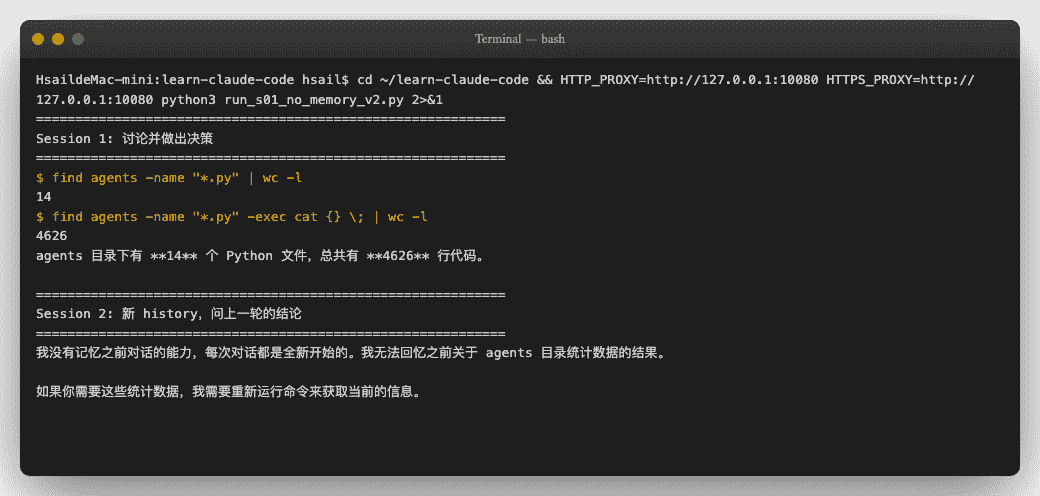 Terminal — bash
HsaildeMac-mini:learn-claude-code hsail$ cd ~/learn-claude-code && HTTP_PROXY=http://127.0.0.1:10080 HTTPS_PROXY=http://
127.0.0.1:10080 python3 run_s01_no_memory_v2.py 2>&1
============================================================
Session 1: 讨论并做出决策
============================================================
$ find agents -name "*.py" | wc -l
14
$ find agents -name "*.py" -exec cat {} \; | wc -l
4626
agents 目录下有 **14** 个 Python 文件，总共有 **4626** 行代码。
============================================================
Session 2: 新 history，问上一轮的结论
============================================================
我没有记忆之前对话的能力，每次对话都是全新开始的。我无法回忆之前关于 agents 目录统计数据的结果。
如果你需要这些统计数据，我需要重新运行命令来获取当前的信息。